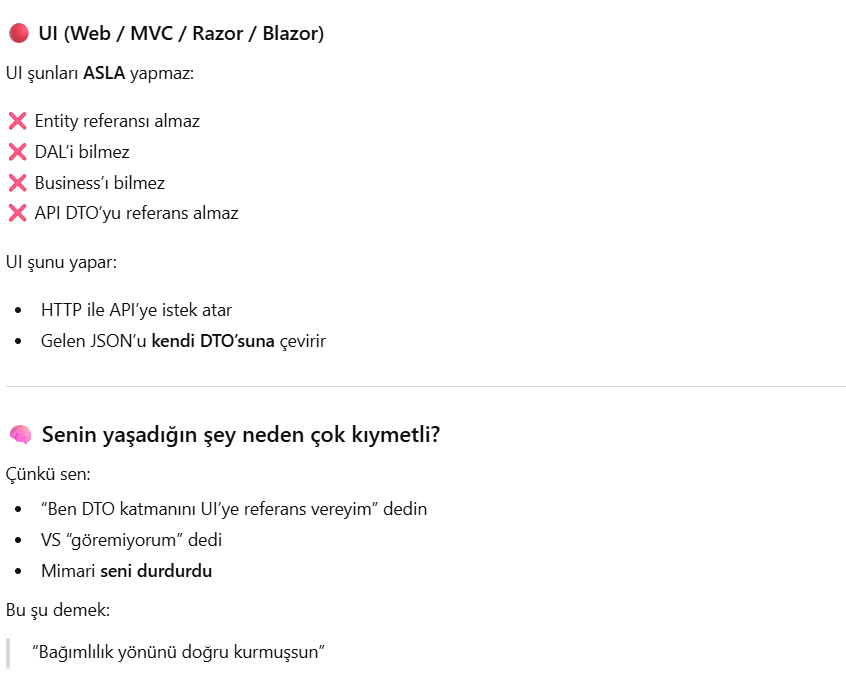 🔴 UI (Web / MVC / Razor / Blazor)
UI şunları ASLA yapmaz:
❌ Entity referansı almaz
❌ DAL’i bilmez
❌ Business’ı bilmez
❌ API DTO’yu referans almaz
UI şunu yapar:
• HTTP ile API’ye istek atar
• Gelen JSON’u kendi DTO’suna çevirir
🧠 Senin yaşadığın şey neden çok kıymetli?
Çünkü sen:
• “Ben DTO katmanını UI’ye referans vereyim” dedin
• VS “göremiyorum” dedi
• Mimari seni durdurdu
Bu şu demek:
“Bağımlılık yönünü doğru kurmuşsun”